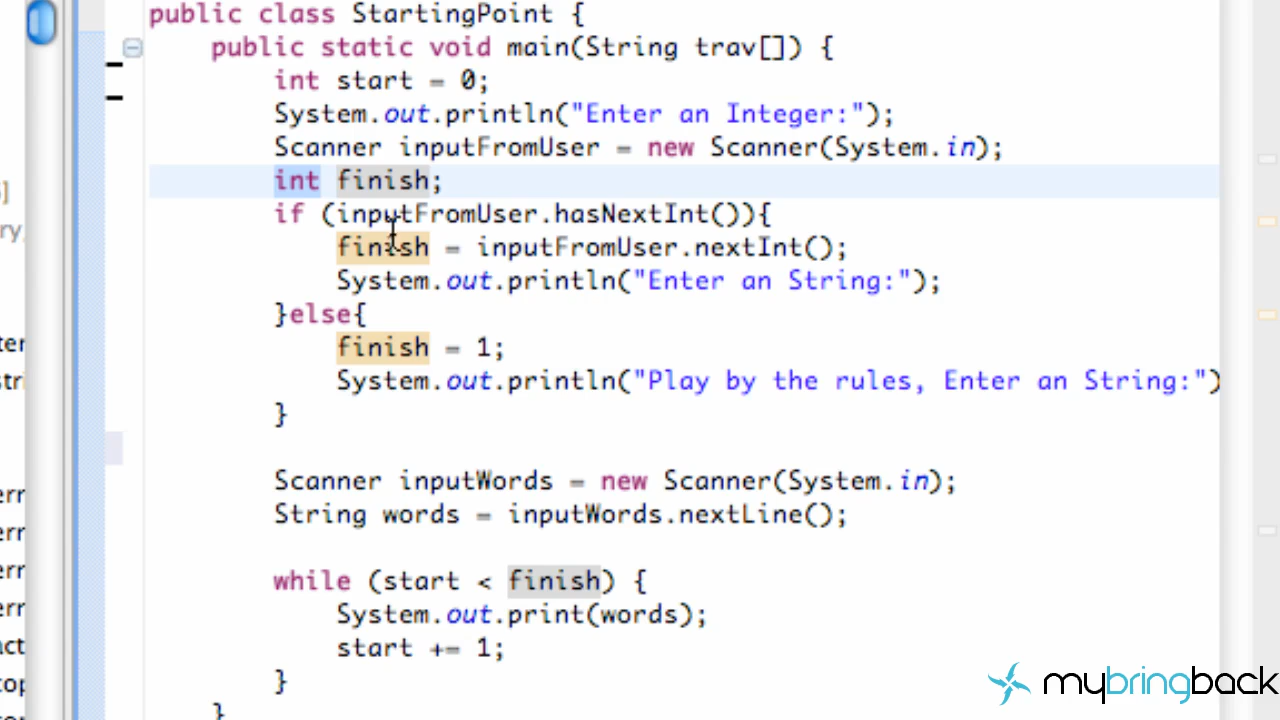 public class StartingPoint {
public static void main(String trav[]) {
int start = 0;
System.out.println("Enter an Integer:");
Scanner inputFromUser = new Scanner(System.in);
int finish;
if (inputFromUser.hasNextInt()){
finish = inputFromUser.nextInt();
System.out.println("Enter an String:");
}else{
finish = 1;
System.out.println("Play by the rules, Enter an String:")
}
Scanner inputWords = new Scanner(System.in);
String words = inputWords.nextLine();
while (start < finish) {
System.out.print(words);
start += 1;
}
}
mybringback